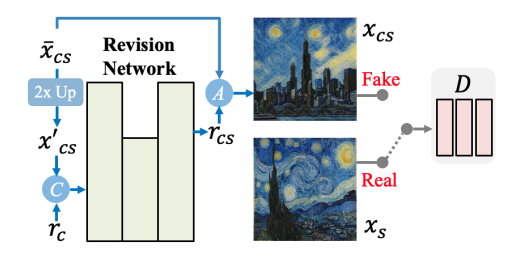 x̄cs
Revision
Network
2x Up
x'cs
C
rc
A
rcs
xcs
Fake
Real
xs
D